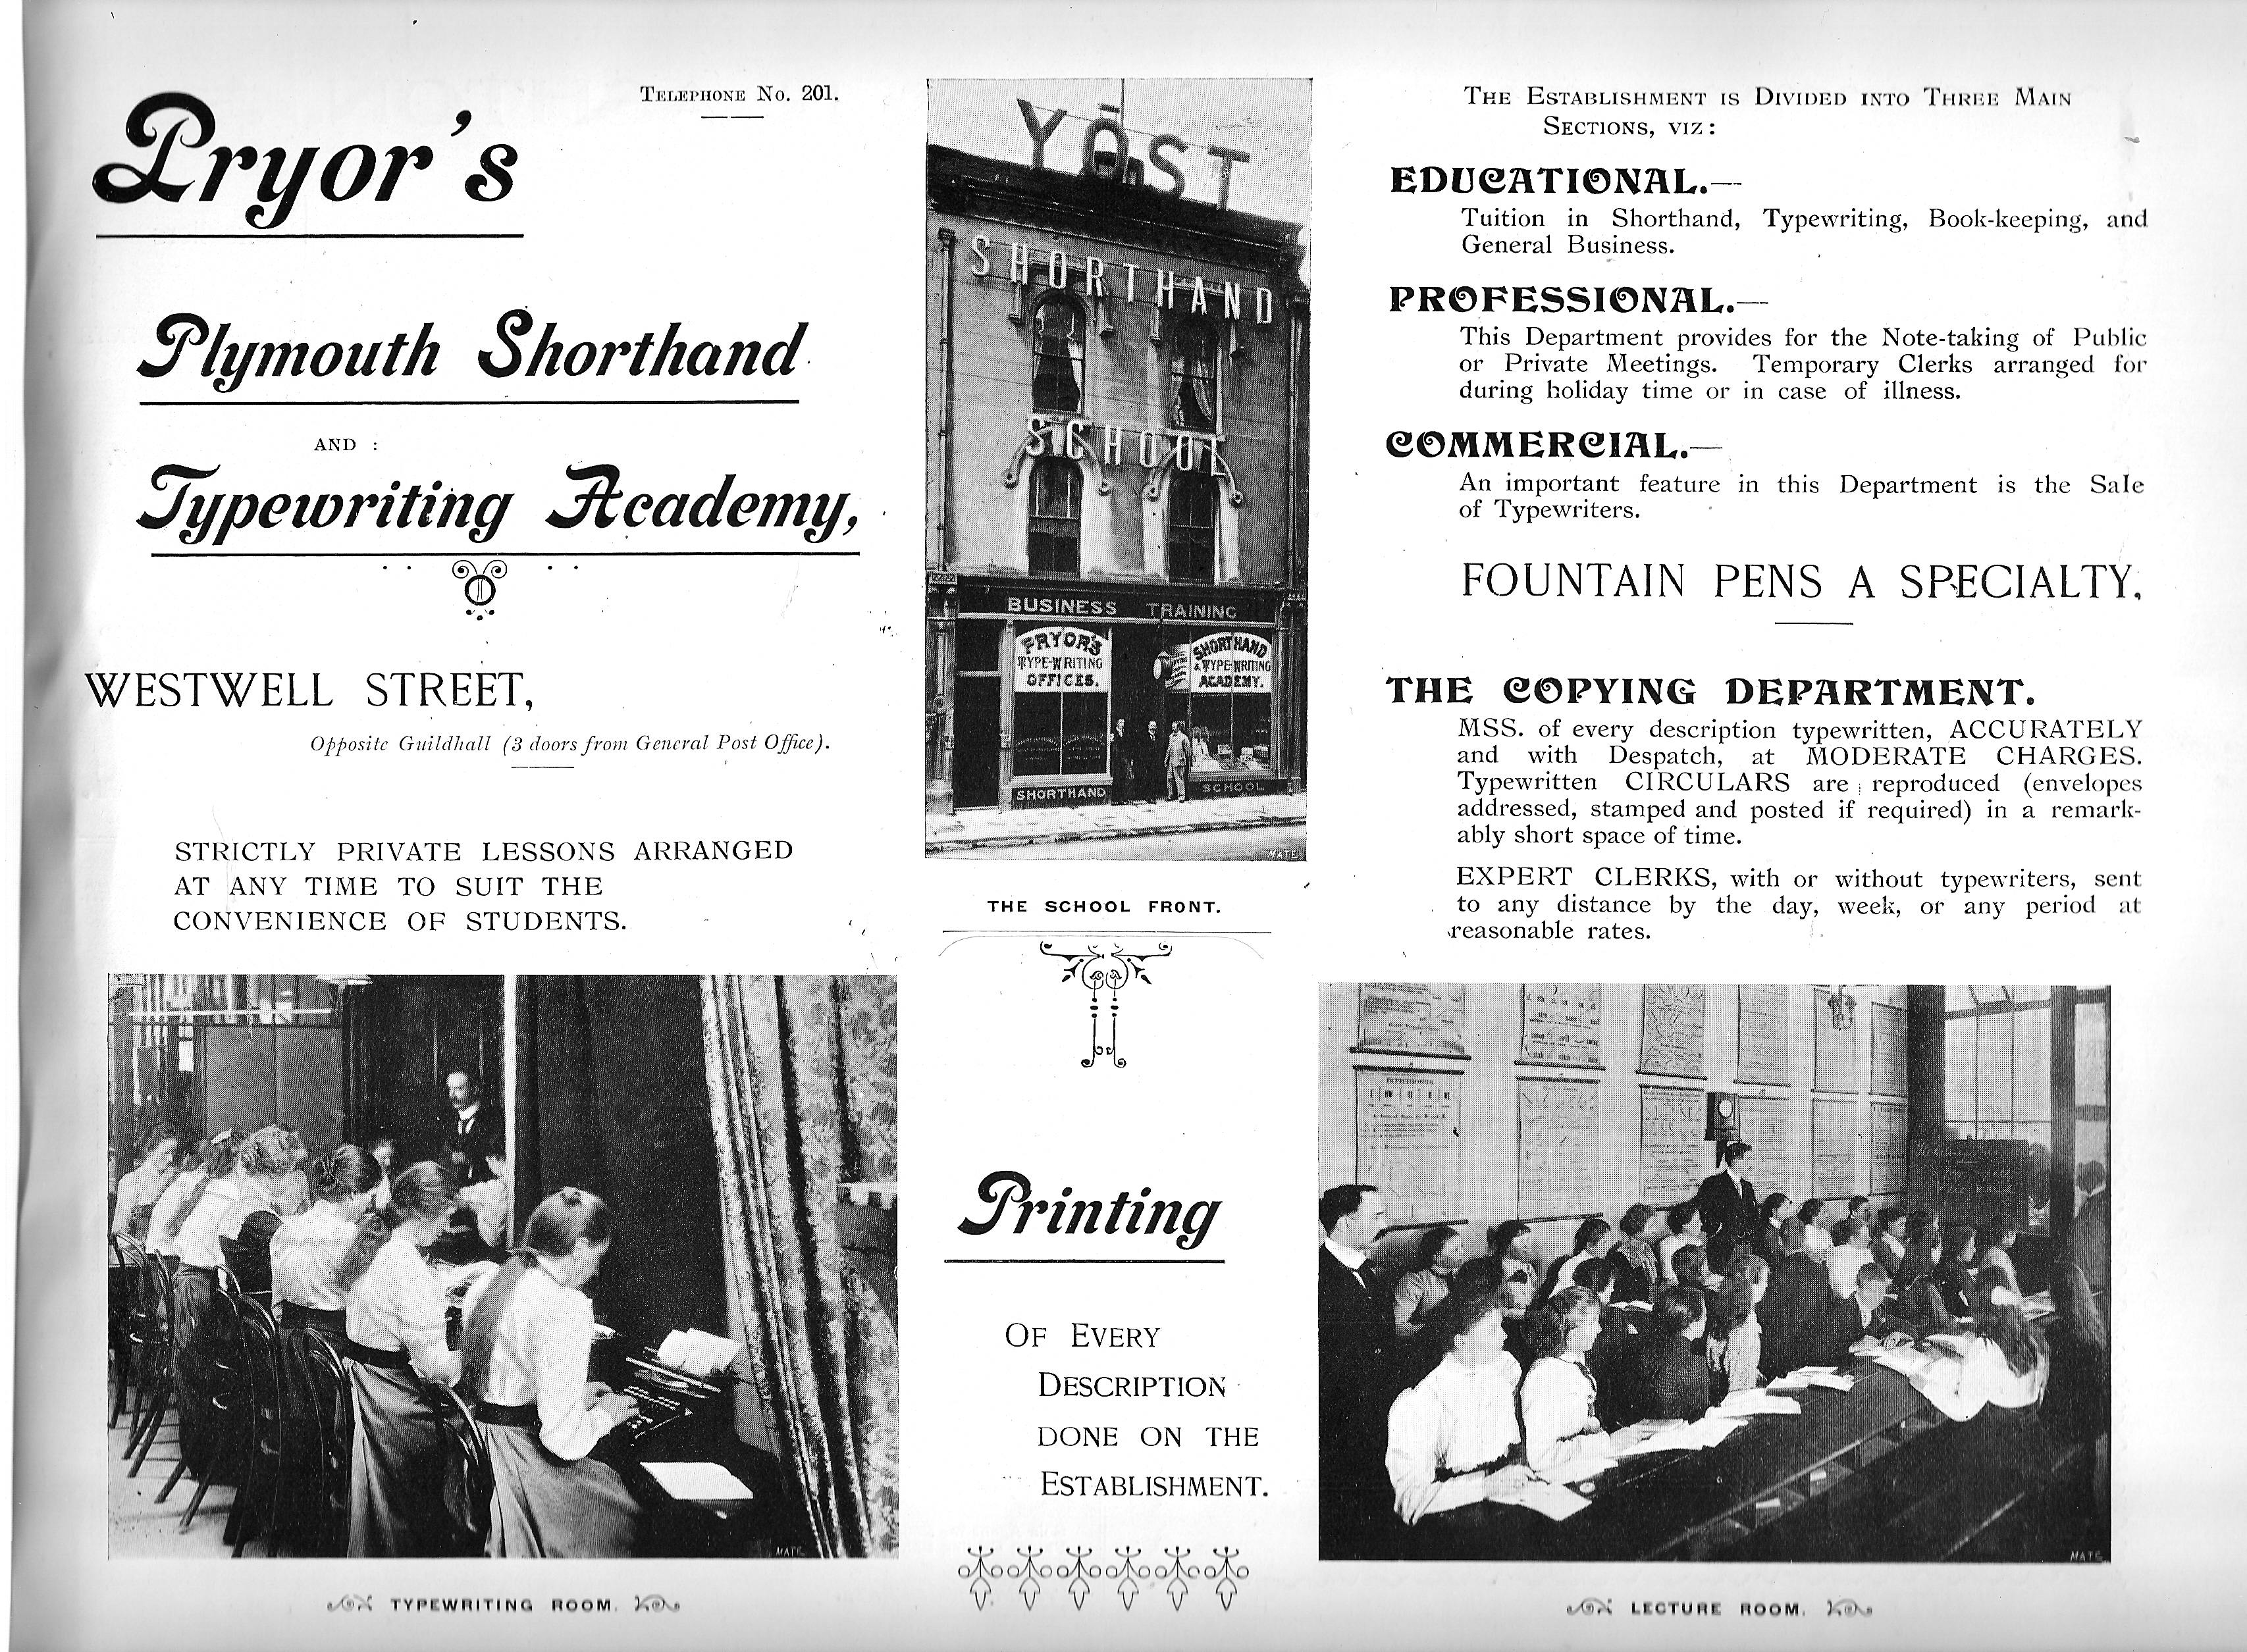 TELEPHONE NO. 201.
Pryor's
Plymouth Shorthand
AND :
Typewriting Academy,
WESTWELL STREET,
Opposite Guildhall (3 doors from General Post Office).
STRICTLY PRIVATE LESSONS ARRANGED
AT ANY TIME TO SUIT THE
CONVENIENCE OF STUDENTS.
TYPEWRITING ROOM.
MATE
YOST
SHORTHAND
SCHOOL
BUSINESS TRAINING
PRYOR'S
TYPE-WRITING
OFFICES.
SHORTHAND
& TYPE-WRITING
ACADEMY.
SHORTHAND
SCHOOL
MATE
THE SCHOOL FRONT.
Printing
OF EVERY
DESCRIPTION
DONE ON THE
ESTABLISHMENT.
THE ESTABLISHMENT IS DIVIDED INTO THREE MAIN
SECTIONS, VIZ:
EDUCATIONAL.—
Tuition in Shorthand, Typewriting, Book-keeping, and
General Business.
PROFESSIONAL.—
This Department provides for the Note-taking of Public
or Private Meetings. Temporary Clerks arranged for
during holiday time or in case of illness.
COMMERCIAL.—
An important feature in this Department is the Sale
of Typewriters.
FOUNTAIN PENS A SPECIALTY.
THE COPYING DEPARTMENT.
MSS. of every description typewritten, ACCURATELY
and with Despatch, at MODERATE CHARGES.
Typewritten CIRCULARS are reproduced (envelopes
addressed, stamped and posted if required) in a remark-
ably short space of time.
EXPERT CLERKS, with or without typewriters, sent
to any distance by the day, week, or any period at
reasonable rates.
MATE
LECTURE ROOM.